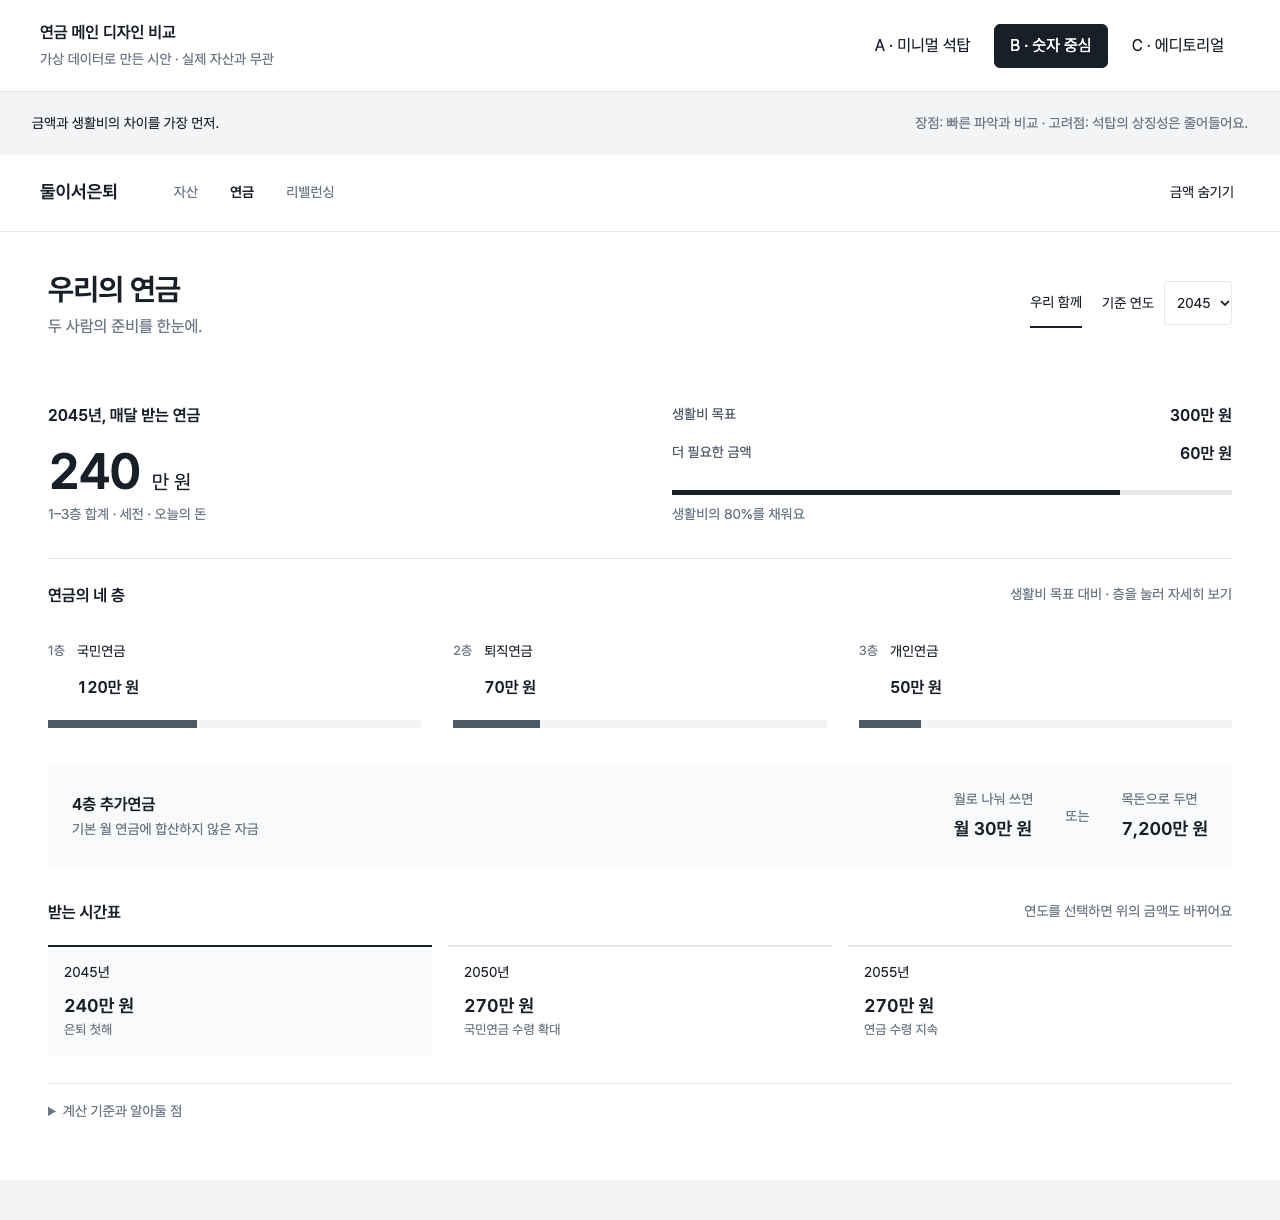 연금 메인 디자인 비교
가상 데이터로 만든 시안 · 실제 자산과 무관
A · 미니멀 석탑
B · 숫자 중심
C · 에디토리얼
금액과 생활비의 차이를 가장 먼저.
장점: 빠른 파악과 비교 · 고려점: 석탑의 상징성은 줄어들어요.
둘이서은퇴
자산
연금
리밸런싱
금액 숨기기
우리의 연금
두 사람의 준비를 한눈에.
우리 함께
기준 연도
2045
2045년, 매달 받는 연금
240 만 원
1–3층 합계 · 세전 · 오늘의 돈
생활비 목표
300만 원
더 필요한 금액
60만 원
생활비의 80%를 채워요
연금의 네 층
생활비 목표 대비 · 층을 눌러 자세히 보기
1층 국민연금
120만 원
2층 퇴직연금
70만 원
3층 개인연금
50만 원
4층 추가연금
기본 월 연금에 합산하지 않은 자금
월로 나눠 쓰면
월 30만 원
또는
목돈으로 두면
7,200만 원
받는 시간표
연도를 선택하면 위의 금액도 바뀌어요
2045년
240만 원
은퇴 첫해
2050년
270만 원
국민연금 수령 확대
2055년
270만 원
연금 수령 지속
▶ 계산 기준과 알아둘 점